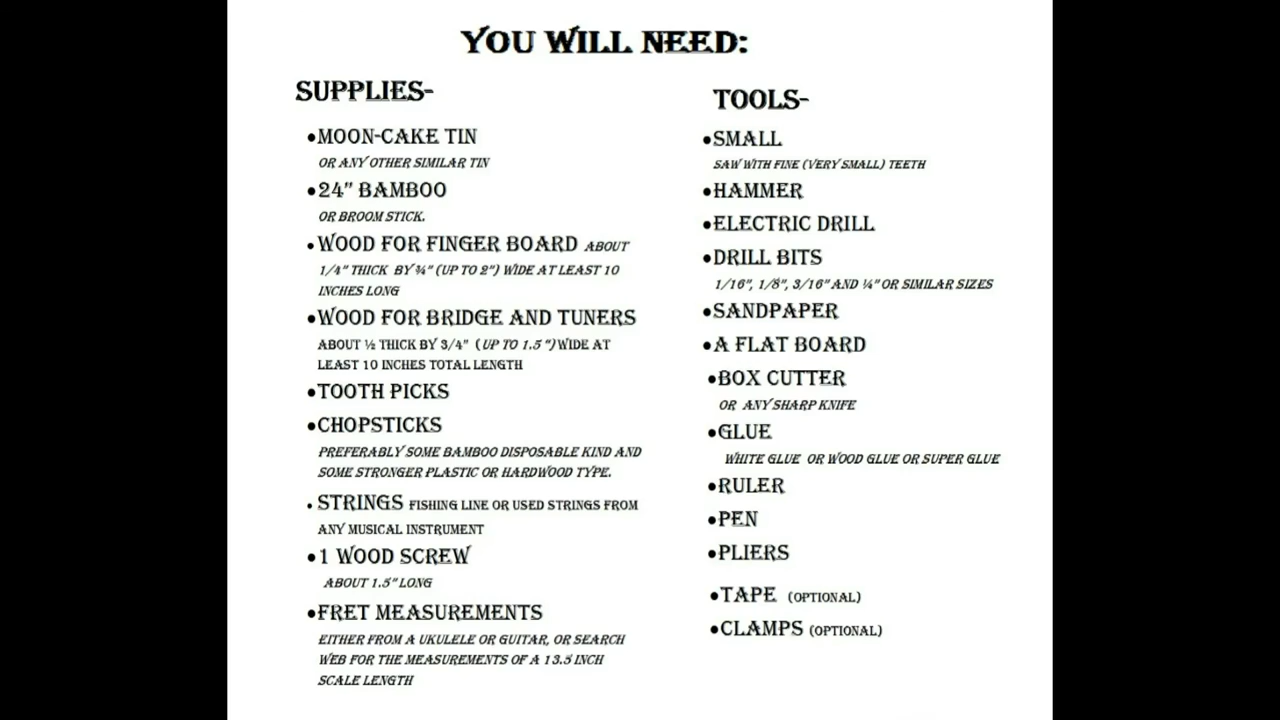 YOU WILL NEED:
SUPPLIES-
•MOON-CAKE TIN
OR ANY OTHER SIMILAR TIN
•24" BAMBOO
OR BROOM STICK.
•WOOD FOR FINGER BOARD ABOUT
1/4" THICK BY ¾" (UP TO 2") WIDE AT LEAST 10
INCHES LONG
•WOOD FOR BRIDGE AND TUNERS
ABOUT ½ THICK BY 3/4" (UP TO 1.5 ") WIDE AT
LEAST 10 INCHES TOTAL LENGTH
•TOOTH PICKS
•CHOPSTICKS
PREFERABLY SOME BAMBOO DISPOSABLE KIND AND
SOME STRONGER PLASTIC OR HARDWOOD TYPE.
•STRINGS FISHING LINE OR USED STRINGS FROM
ANY MUSICAL INSTRUMENT
•1 WOOD SCREW
ABOUT 1.5" LONG
•FRET MEASUREMENTS
EITHER FROM A UKULELE OR GUITAR, OR SEARCH
WEB FOR THE MEASUREMENTS OF A 13.5 INCH
SCALE LENGTH
TOOLS-
•SMALL
SAW WITH FINE (VERY SMALL) TEETH
•HAMMER
•ELECTRIC DRILL
•DRILL BITS
1/16", 1/8", 3/16" AND ¼" OR SIMILAR SIZES
•SANDPAPER
•A FLAT BOARD
•BOX CUTTER
OR ANY SHARP KNIFE
•GLUE
WHITE GLUE OR WOOD GLUE OR SUPER GLUE
•RULER
•PEN
•PLIERS
•TAPE (OPTIONAL)
•CLAMPS (OPTIONAL)